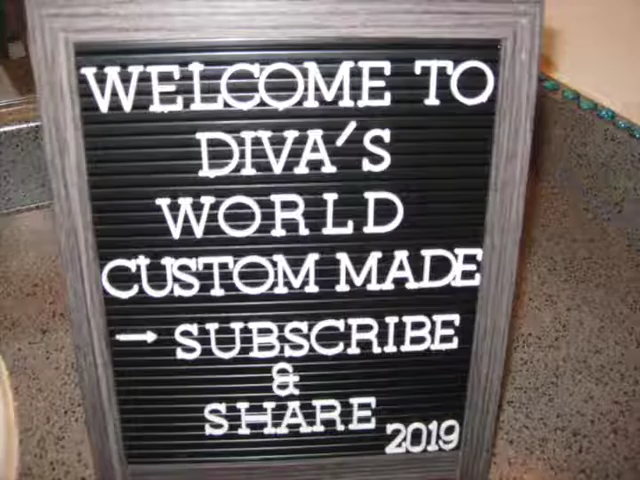 WELCOME TO
DIVA'S
WORLD
CUSTOM MADE
→ SUBSCRIBE
&
SHARE
2019